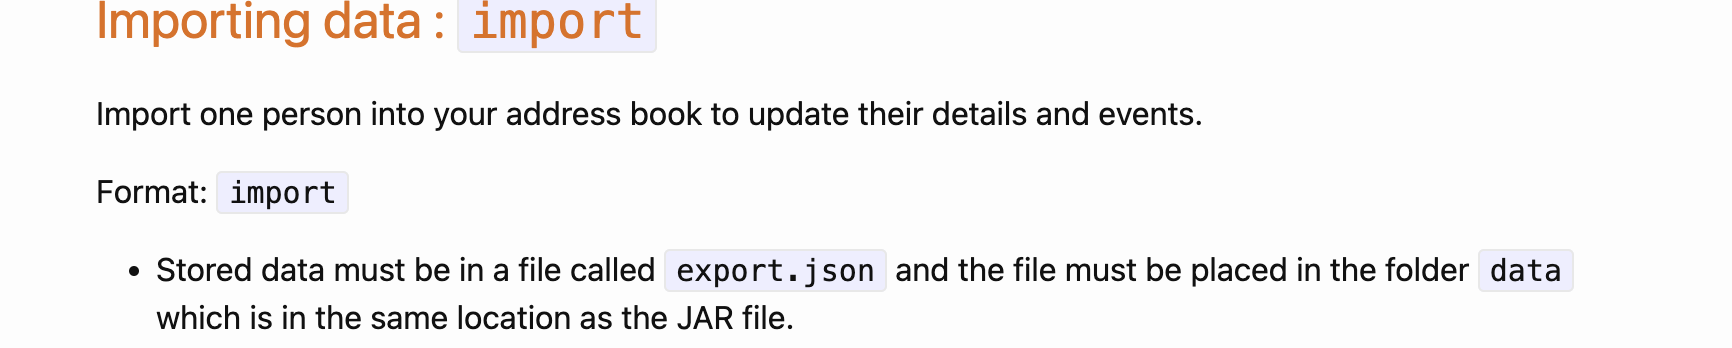 Importing data : import
Import one person into your address book to update their details and events.
Format: import
• Stored data must be in a file called export.json and the file must be placed in the folder data
which is in the same location as the JAR file.